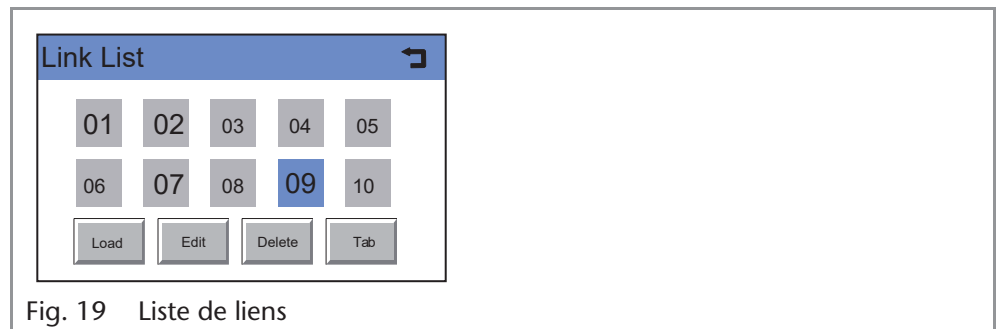 Link List
01 02 03 04 05
06 07 08 09 10
Load Edit Delete Tab
Fig. 19 Liste de liens